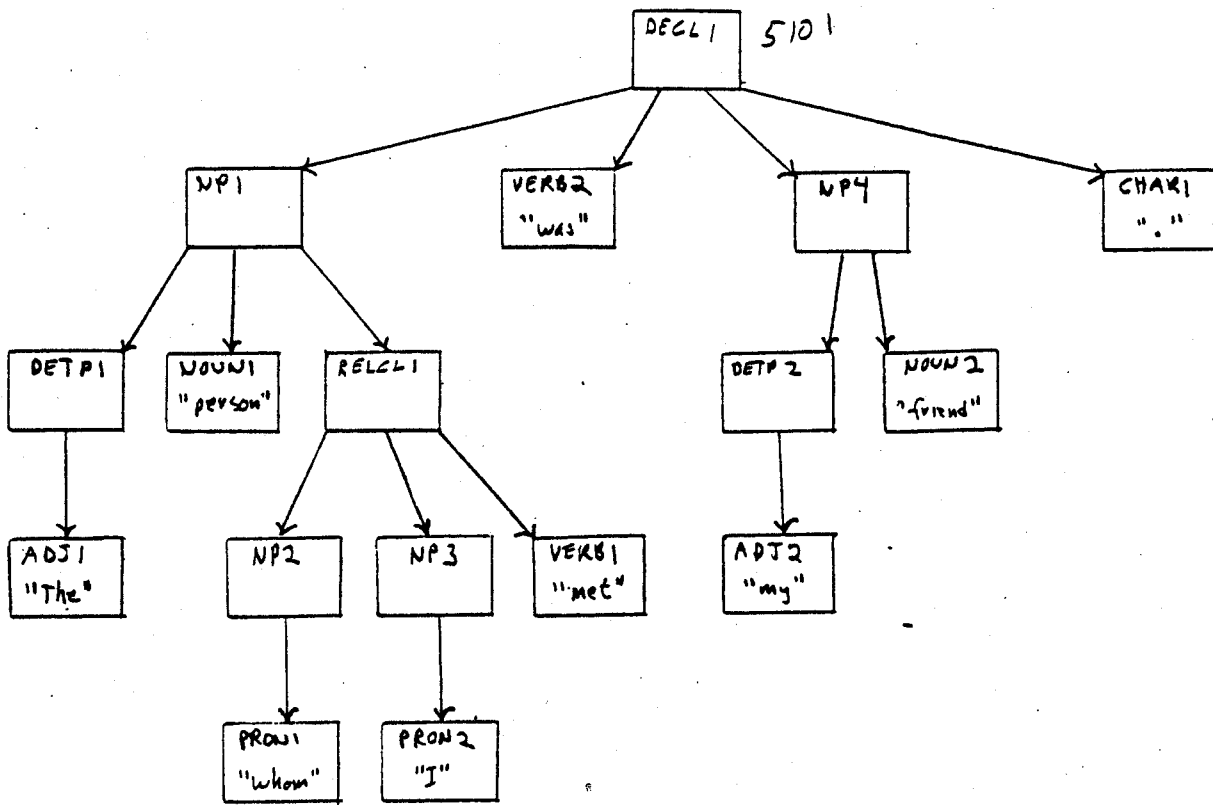 DECL1 5101
NP1 VERB2 NP4 CHAR1
"was" "."
DETP1 NOUN1 RELCL1 DETP2 NOUN2
"person" "friend"
ADJ1 NP2 NP3 VERB1 ADJ2
"The" "met" "my"
PRON1 PRON2
"whom" "I"